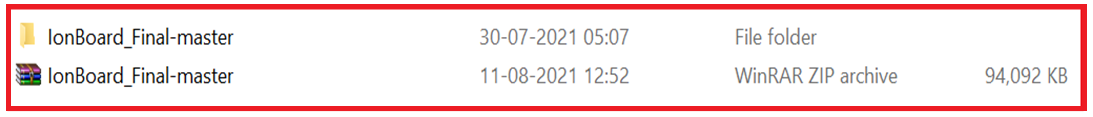 IonBoard_Final-master 30-07-2021 05:07 File folder
IonBoard_Final-master 11-08-2021 12:52 WinRAR ZIP archive 94,092 KB